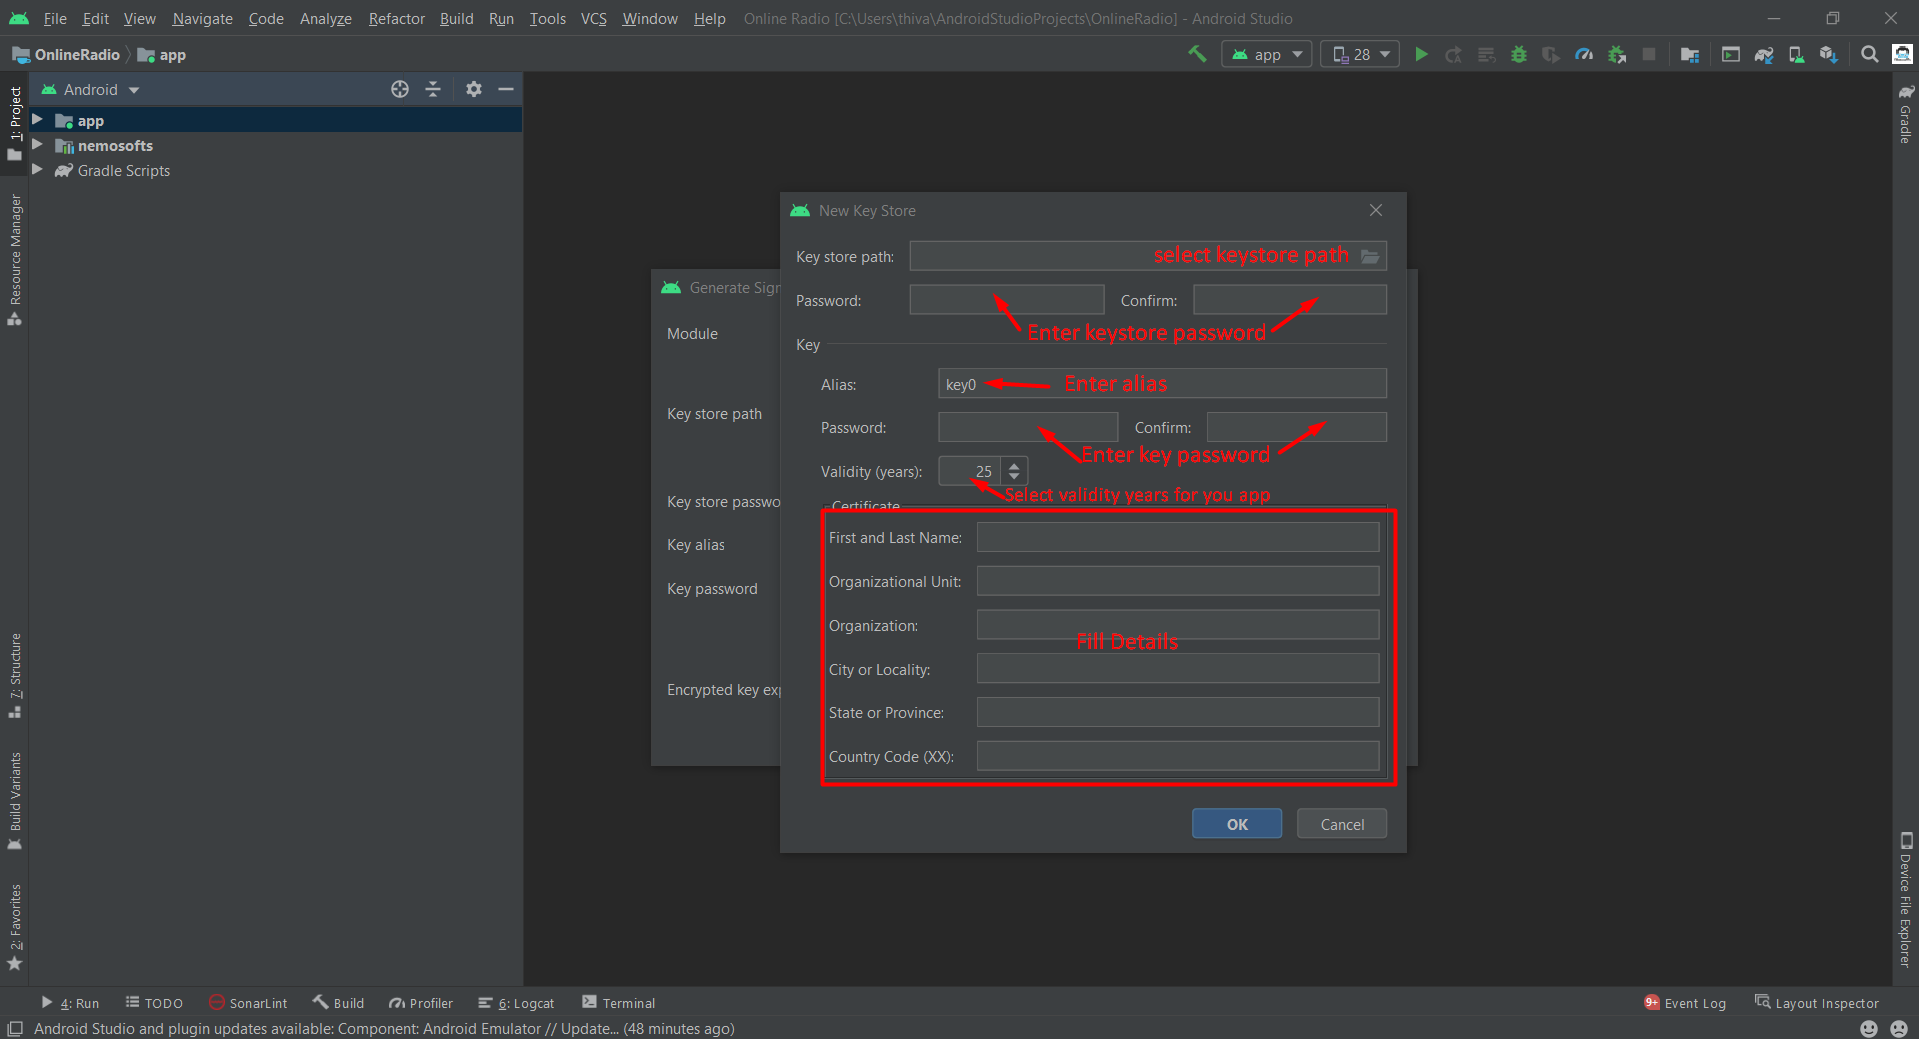 File Edit View Navigate Code Analyze Refactor Build Run Tools VCS Window Help Online Radio [C:\Users\thiva\AndroidStudioProjects\OnlineRadio] - Android Studio
OnlineRadio app
app 28
1: Project
Resource Manager
7: Structure
Build Variants
2: Favorites
Android
app
nemosofts
Gradle Scripts
Generate Sign
Module
Key store path
Key store passwo
Key alias
Key password
Encrypted key exp
New Key Store
Key store path: select keystore path
Password: Confirm:
Enter keystore password
Key
Alias: key0 Enter alias
Password: Confirm:
Enter key password
Validity (years): 25
Select validity years for you app
Certificate
First and Last Name:
Organizational Unit:
Organization:
Fill Details
City or Locality:
State or Province:
Country Code (XX):
OK Cancel
Gradle
Device File Explorer
4: Run TODO SonarLint Build Profiler 6: Logcat Terminal 9+ Event Log Layout Inspector
Android Studio and plugin updates available: Component: Android Emulator // Update... (48 minutes ago)